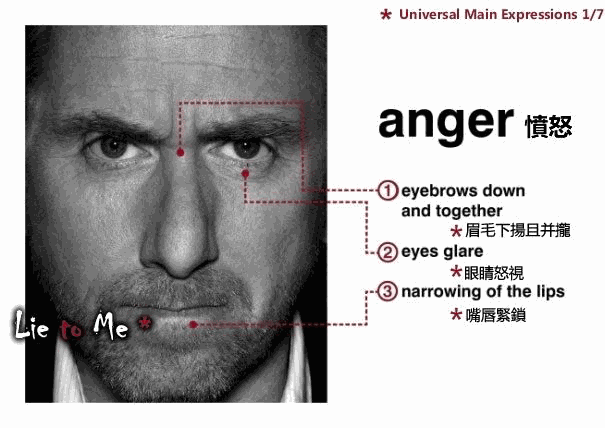 * Universal Main Expressions 1/7
anger 憤怒
① eyebrows down
and together
*眉毛下揚且并攏
② eyes glare
*眼睛怒視
③ narrowing of the lips
*嘴唇緊鎖
Lie to Me *